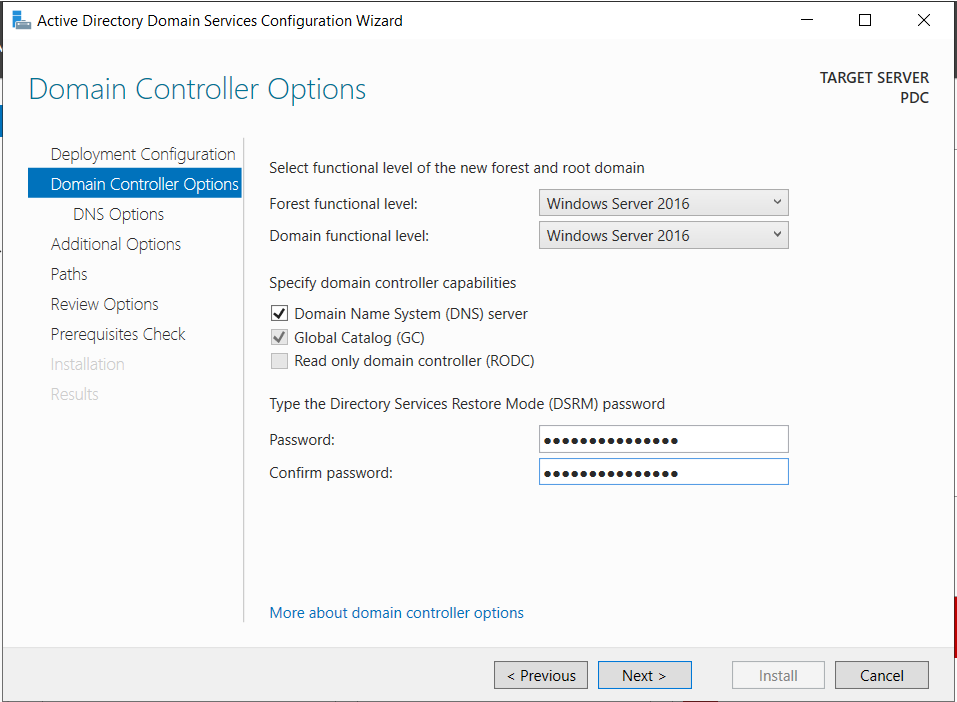 Active Directory Domain Services Configuration Wizard
Domain Controller Options
TARGET SERVER
PDC
Deployment Configuration
Domain Controller Options
DNS Options
Additional Options
Paths
Review Options
Prerequisites Check
Installation
Results
Select functional level of the new forest and root domain
Forest functional level: Windows Server 2016
Domain functional level: Windows Server 2016
Specify domain controller capabilities
Domain Name System (DNS) server
Global Catalog (GC)
Read only domain controller (RODC)
Type the Directory Services Restore Mode (DSRM) password
Password: ●●●●●●●●●●●●●●●
Confirm password: ●●●●●●●●●●●●●●●
More about domain controller options
< Previous Next > Install Cancel